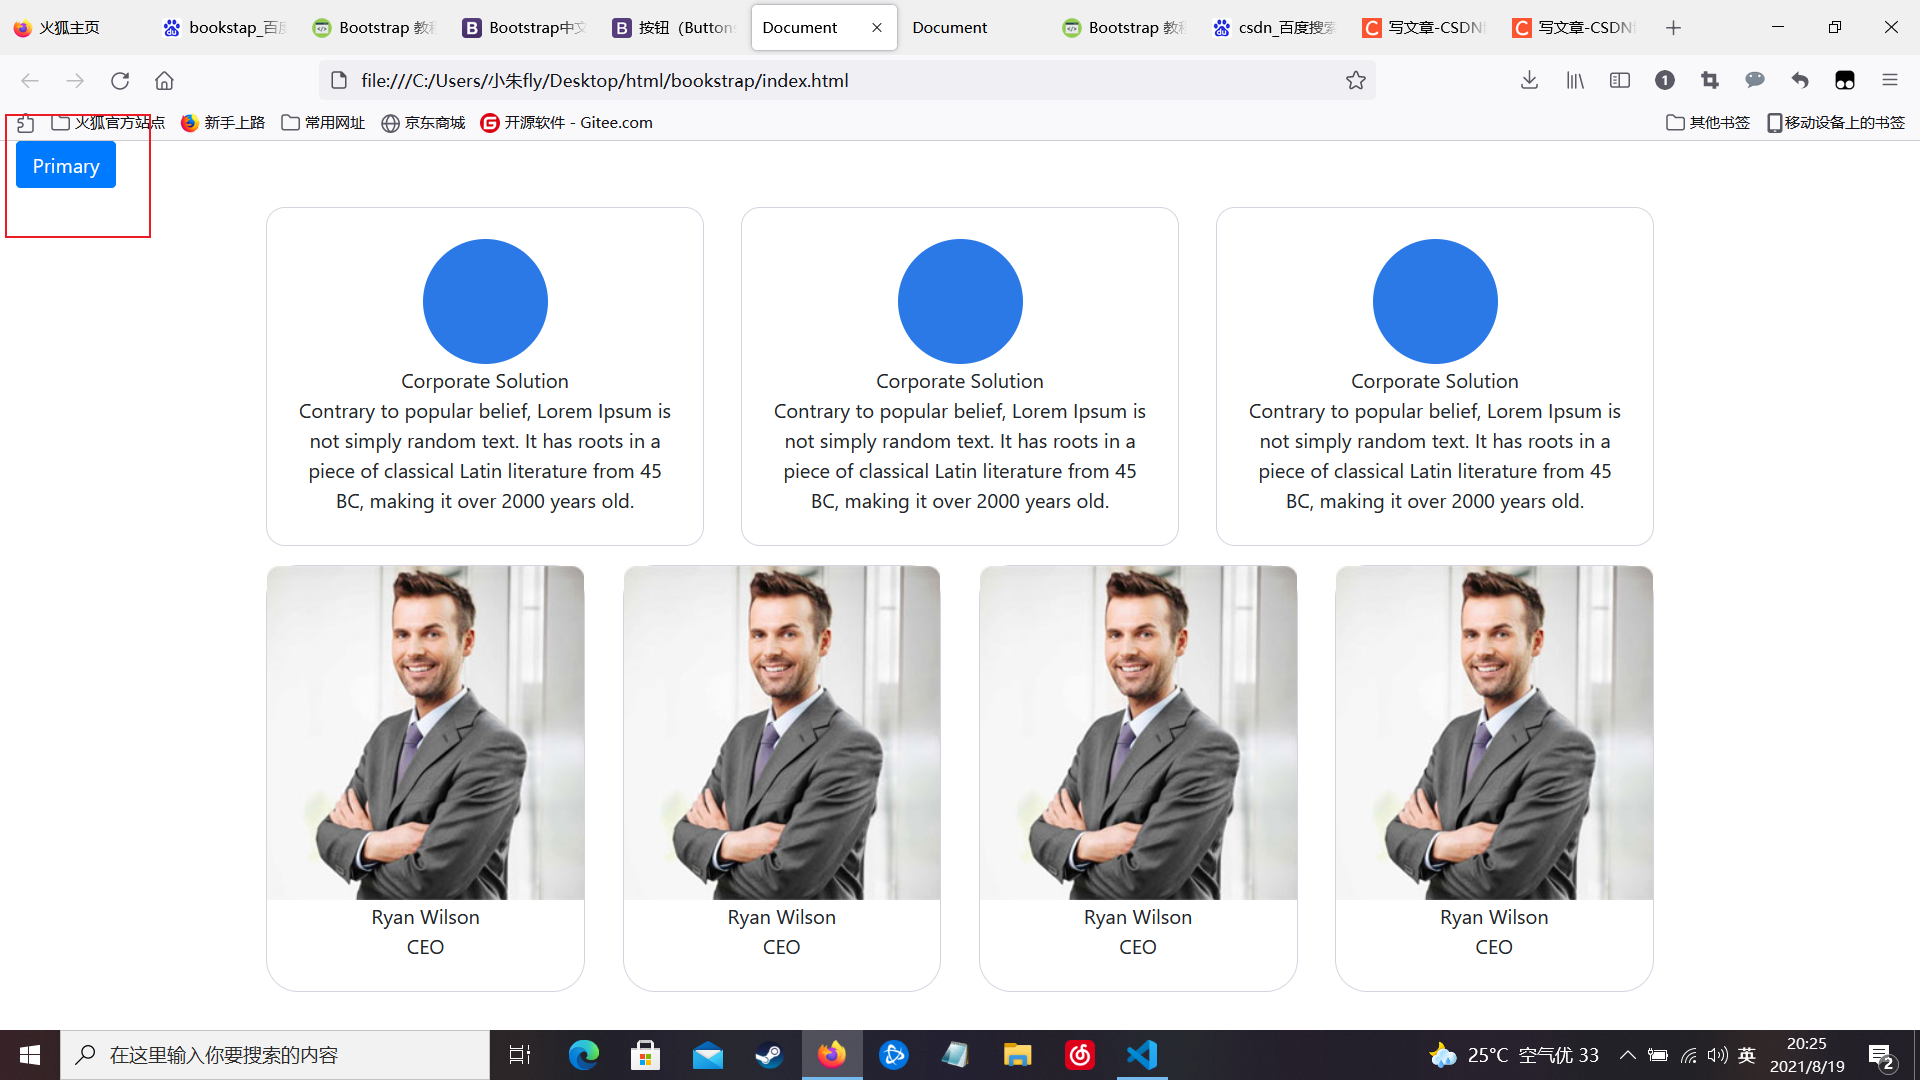 火狐主页
bookstap_百度
Bootstrap 教程
Bootstrap中文
按钮（Buttons
Document
Document
Bootstrap 教程
csdn_百度搜索
写文章-CSDN
写文章-CSDN
file:///C:/Users/小朱fly/Desktop/html/bookstrap/index.html
1
火狐官方站点
新手上路
常用网址
京东商城
开源软件 - Gitee.com
其他书签
移动设备上的书签
Primary
Corporate Solution
Contrary to popular belief, Lorem Ipsum is
not simply random text. It has roots in a
piece of classical Latin literature from 45
BC, making it over 2000 years old.
Corporate Solution
Contrary to popular belief, Lorem Ipsum is
not simply random text. It has roots in a
piece of classical Latin literature from 45
BC, making it over 2000 years old.
Corporate Solution
Contrary to popular belief, Lorem Ipsum is
not simply random text. It has roots in a
piece of classical Latin literature from 45
BC, making it over 2000 years old.
Ryan Wilson
CEO
Ryan Wilson
CEO
Ryan Wilson
CEO
Ryan Wilson
CEO
在这里输入你要搜索的内容
25°C 空气优 33
英
20:25
2021/8/19
2